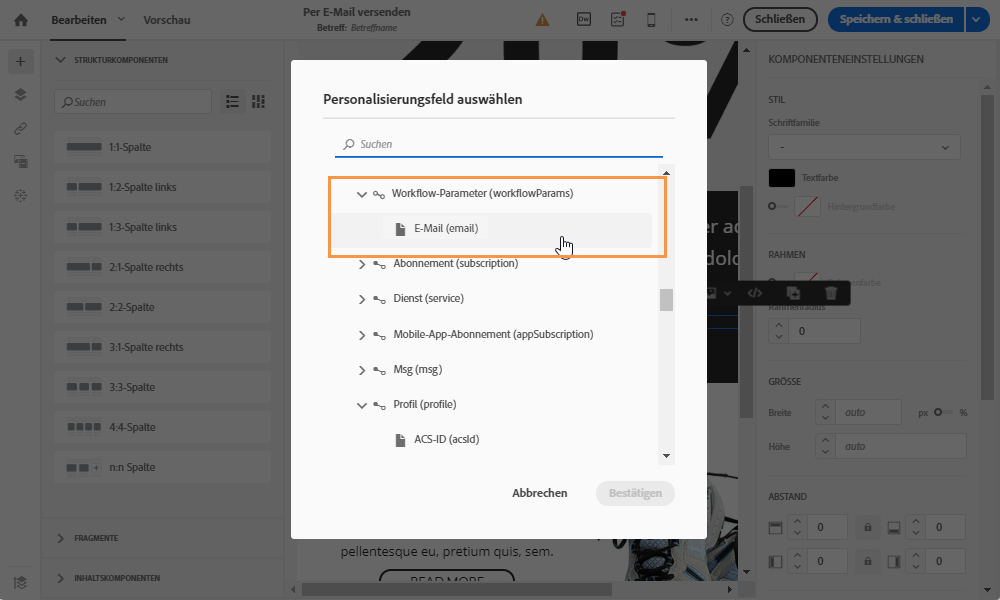 Bearbeiten
Vorschau
Per E-Mail versenden
Betreff: Betreffname
Dw
Schließen
Speichern & schließen
STRUKTURKOMPONENTEN
Suchen
1:1-Spalte
1:2-Spalte links
1:3-Spalte links
2:1-Spalte rechts
2:2-Spalte
3:1-Spalte rechts
3:3-Spalte
4:4-Spalte
n:n Spalte
FRAGMENTE
INHALTSKOMPONENTEN
Personalisierungsfeld auswählen
Suchen
Workflow-Parameter (workflowParams)
E-Mail (email)
Abonnement (subscription)
Dienst (service)
Mobile-App-Abonnement (appSubscription)
Msg (msg)
Profil (profile)
ACS-ID (acsId)
Abbrechen
Bestätigen
pellentesque eu, pretium quis, sem.
READ MORE
KOMPONENTENEINSTELLUNGEN
STIL
Schriftfamilie
-
Textfarbe
Hintergrundfarbe
RAHMEN
Rahmenradius
0
GRÖSSE
Breite
auto
px
%
Höhe
auto
ABSTAND
0
0
0
0